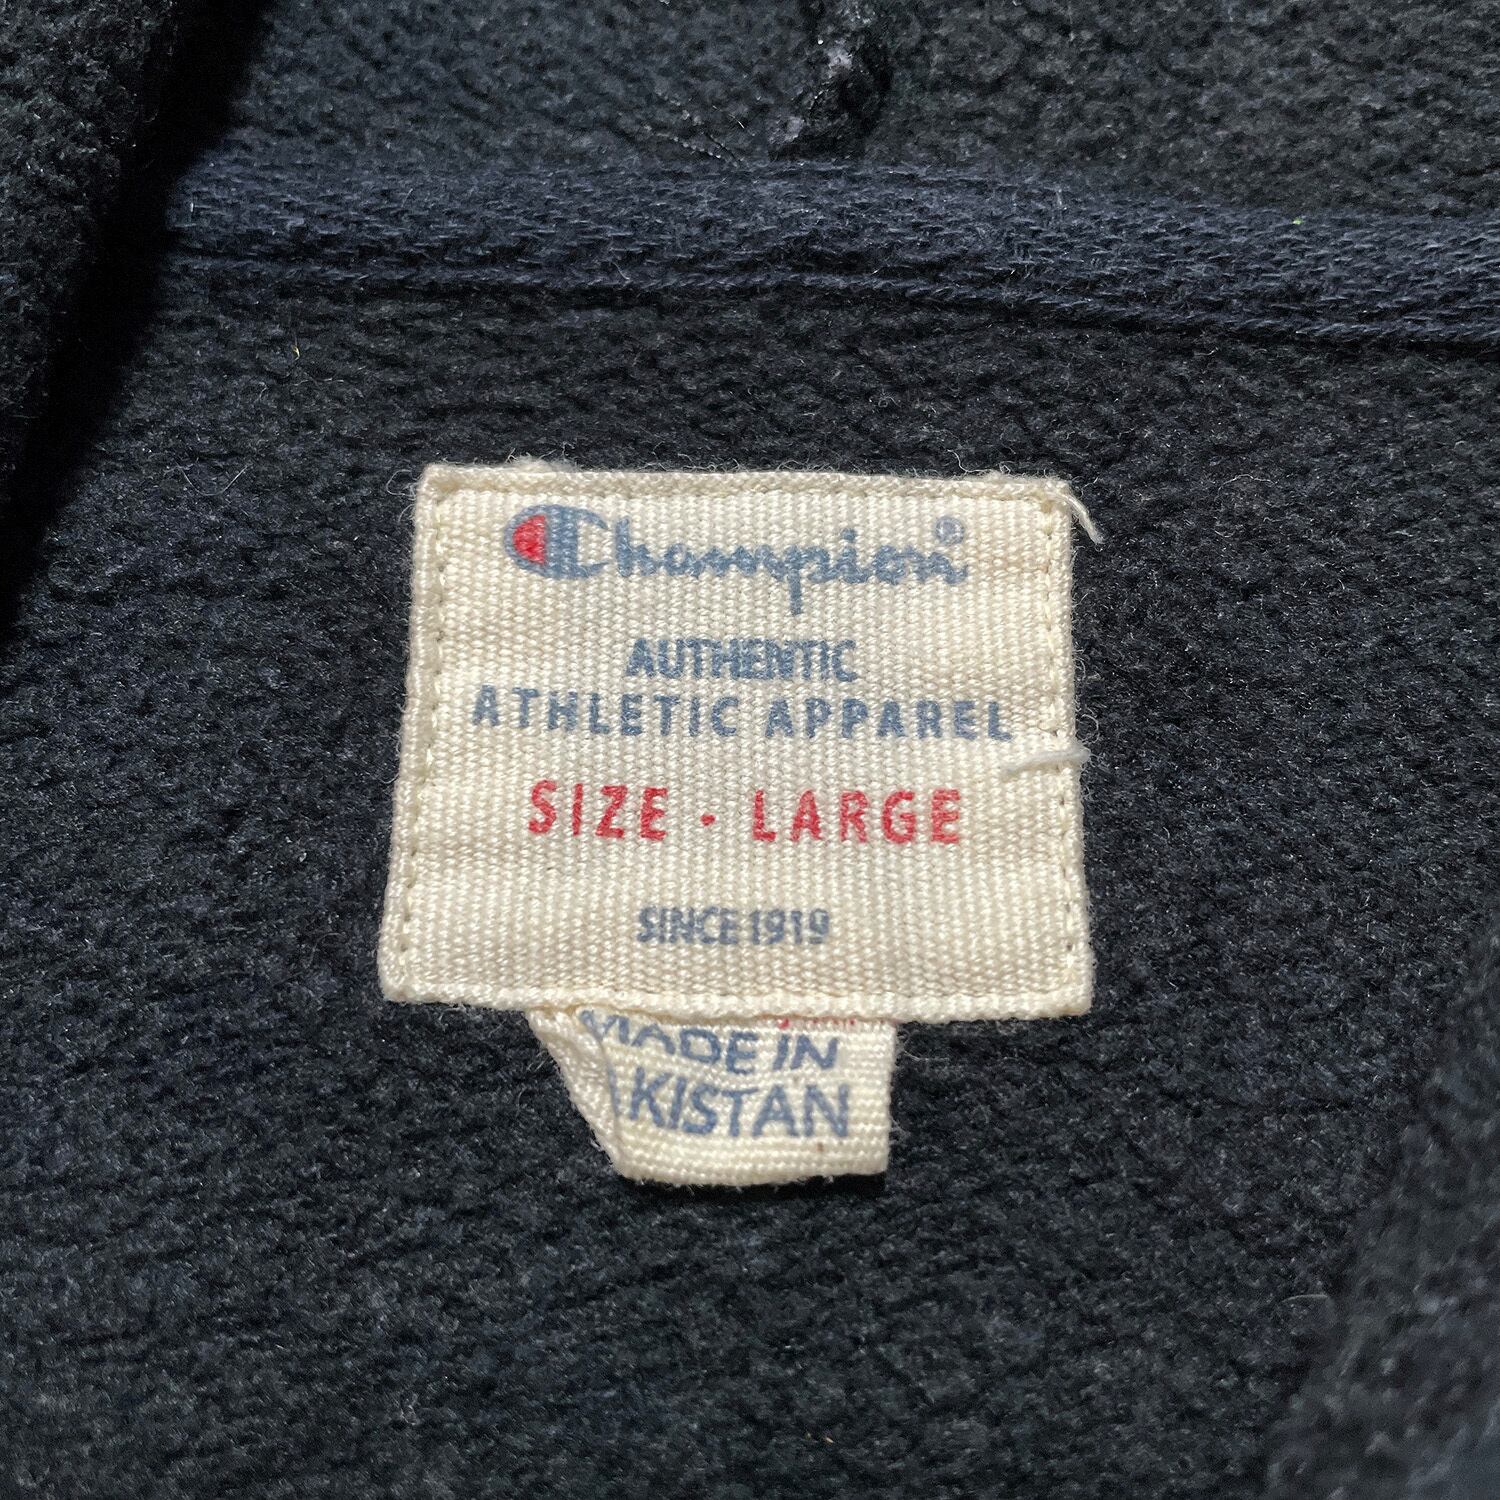 Champion®
AUTHENTIC
ATHLETIC APPAREL
SIZE - LARGE
SINCE 1919
MADE IN
KISTAN